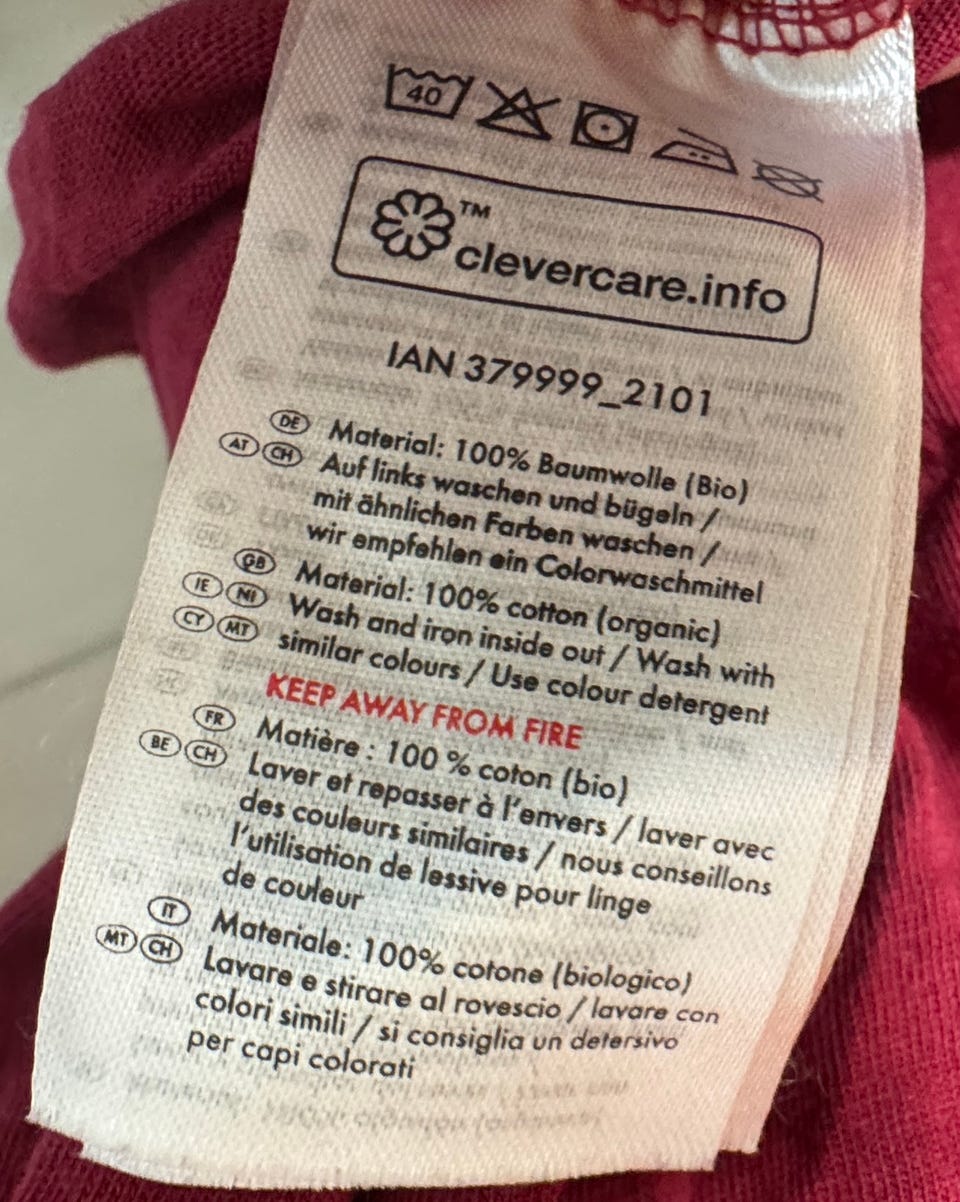 40
™
clevercare.info
IAN 379999_2101
DE Material: 100% Baumwolle (Bio)
AT CH Auf links waschen und bügeln /
mit ähnlichen Farben waschen /
wir empfehlen ein Colorwaschmittel
GB Material: 100% cotton (organic)
IE NI Wash and iron inside out / Wash with
CY MT similar colours / Use colour detergent
KEEP AWAY FROM FIRE
FR Matière : 100 % coton (bio)
BE CH Laver et repasser à l'envers / laver avec
des couleurs similaires / nous conseillons
l'utilisation de lessive pour linge
de couleur
IT Materiale: 100% cotone (biologico)
MT CH Lavare e stirare al rovescio / lavare con
colori simili / si consiglia un detersivo
per capi colorati